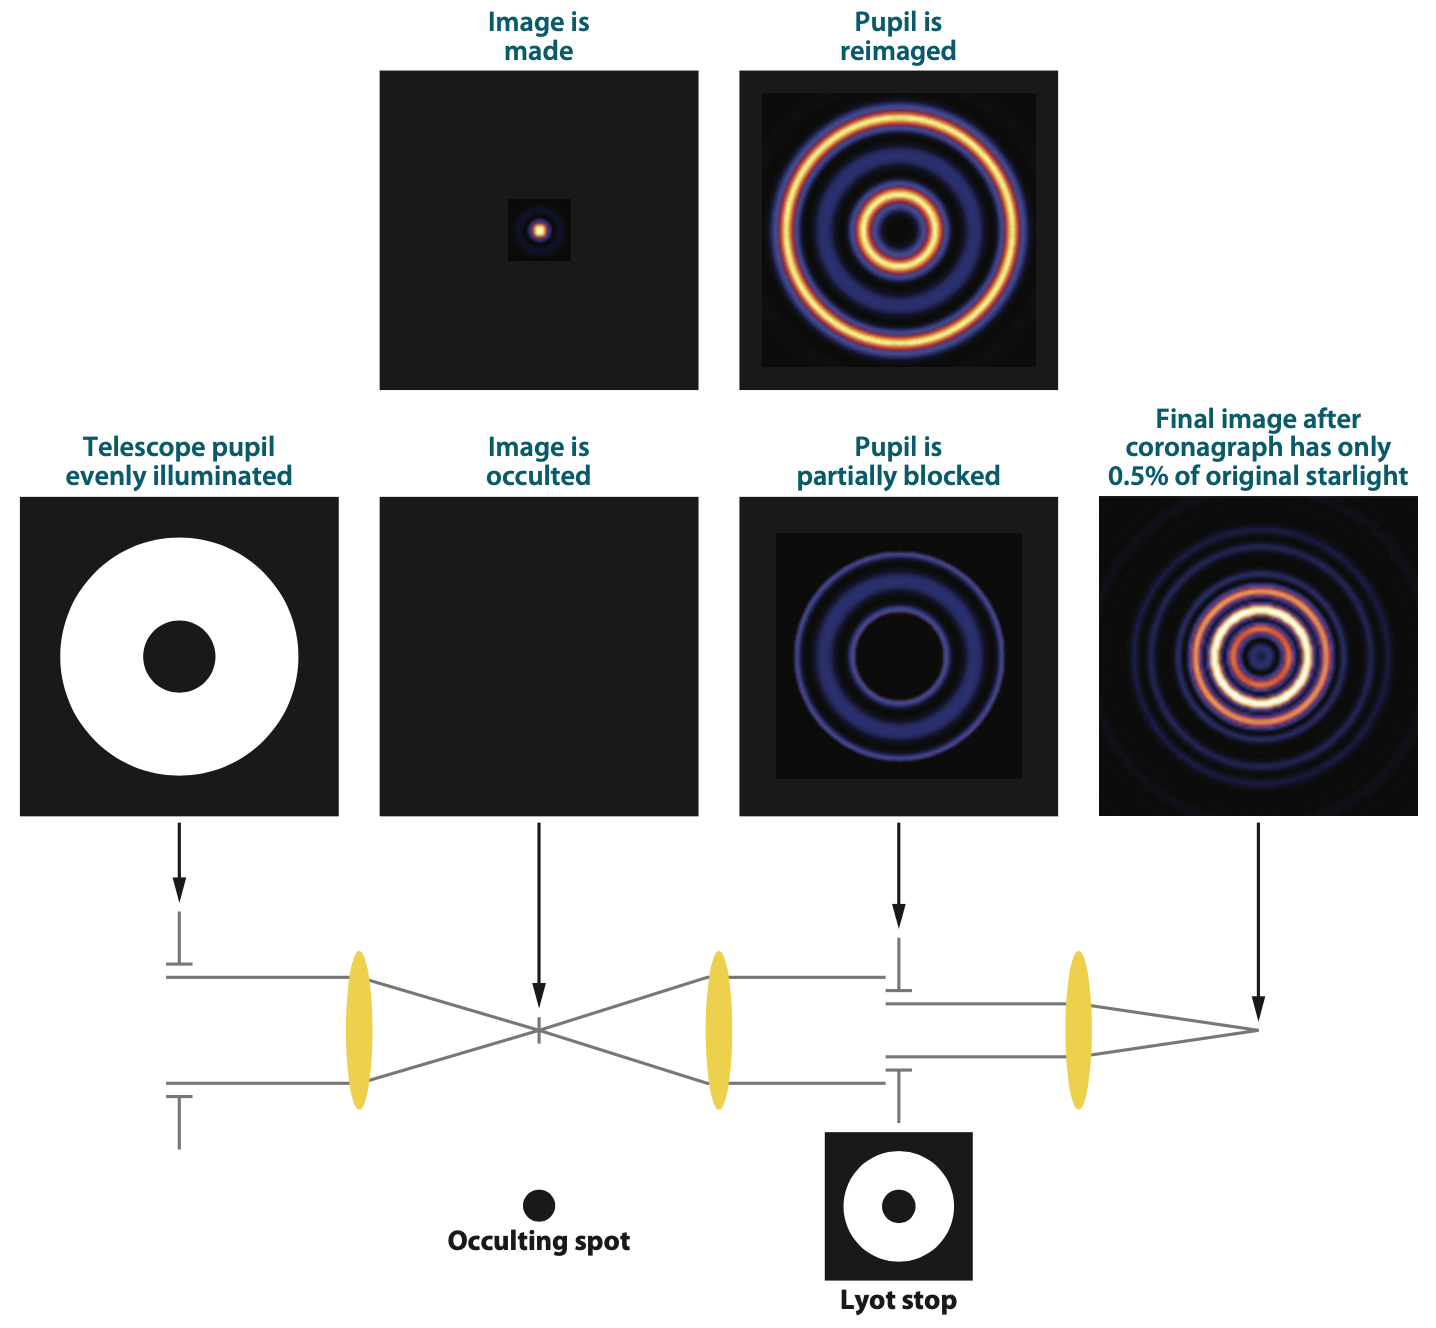 Image is
made
Pupil is
reimaged
Telescope pupil
evenly illuminated
Image is
occulted
Pupil is
partially blocked
Final image after
coronagraph has only
0.5% of original starlight
Occulting spot
Lyot stop